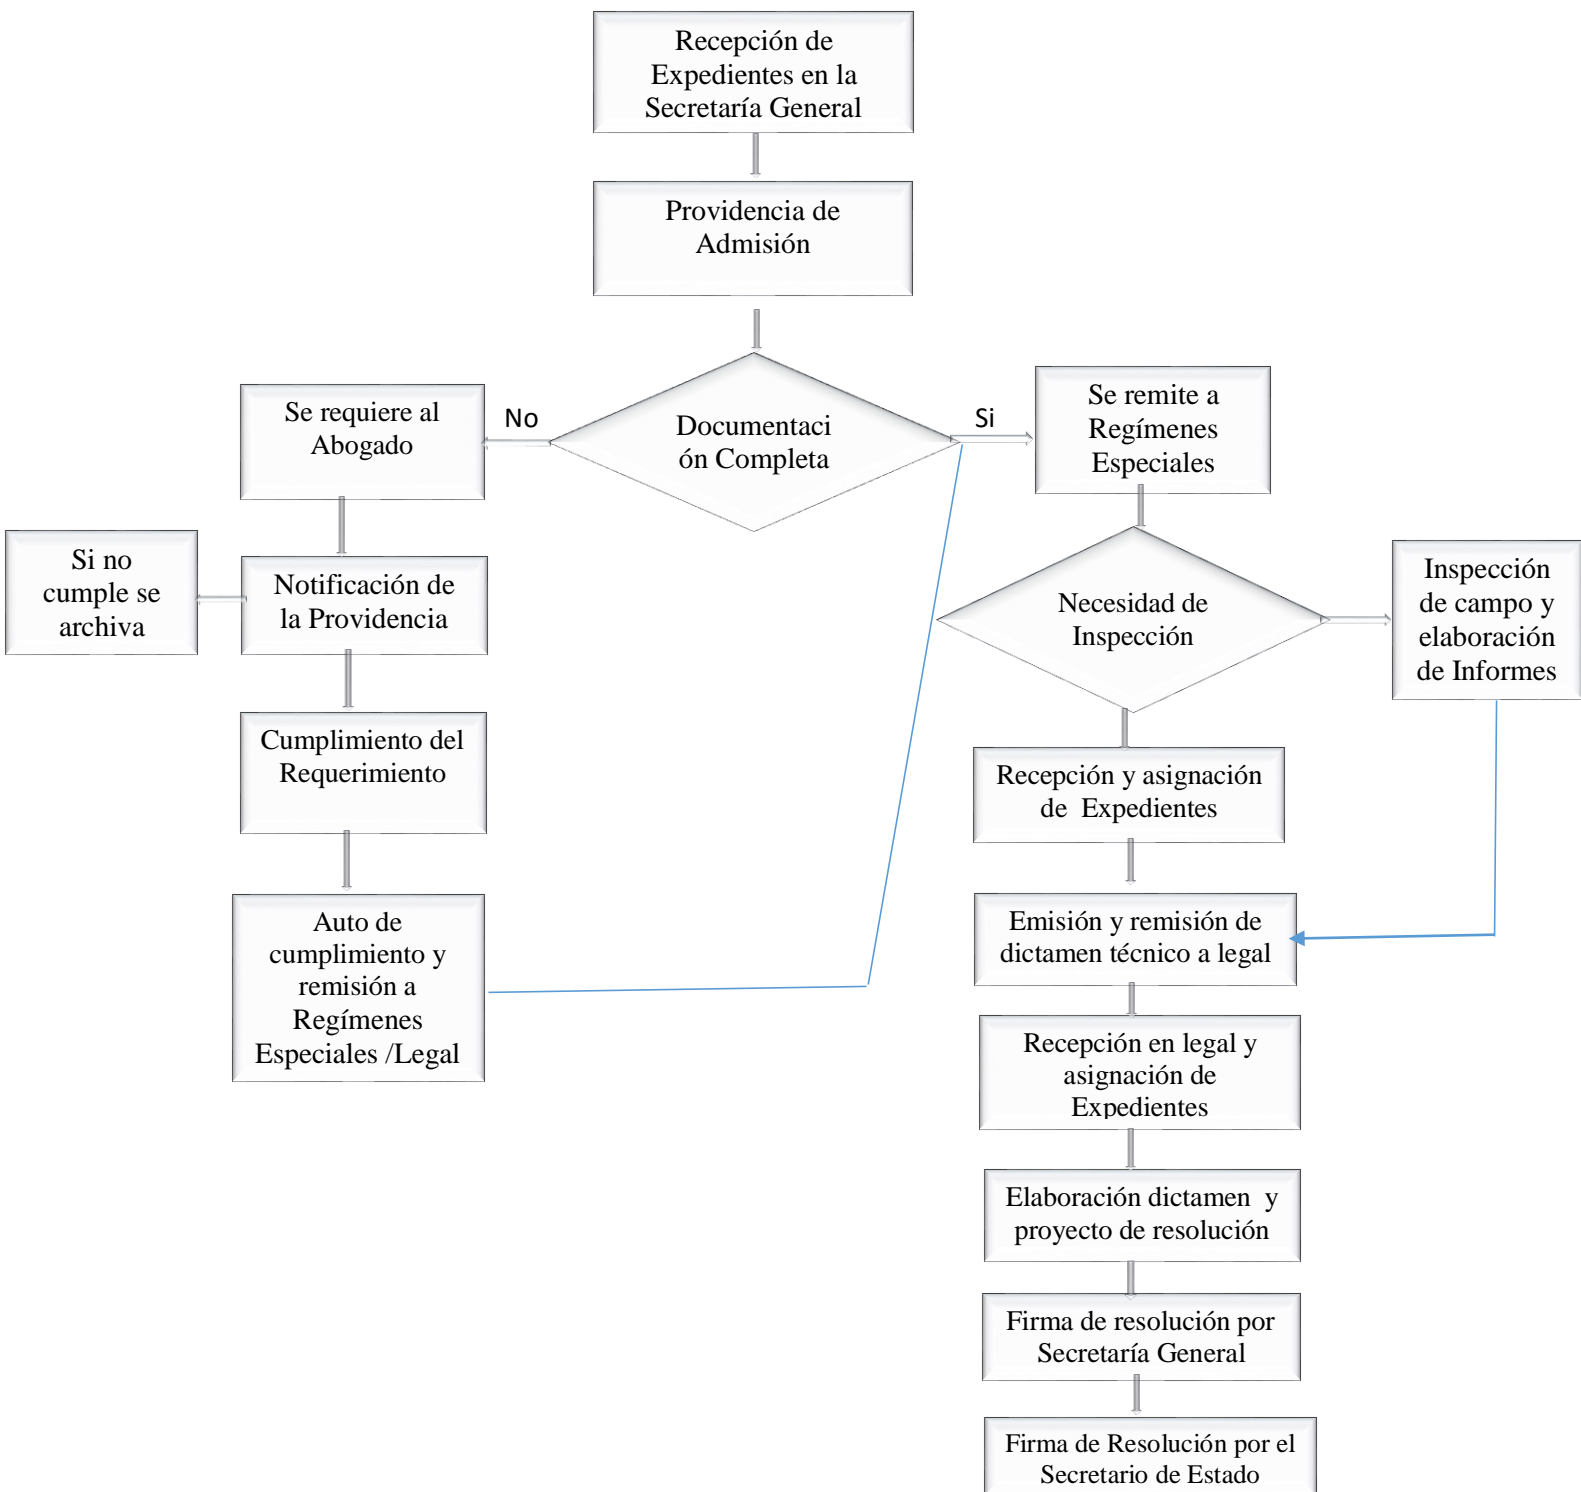 Recepción de
Expedientes en la
Secretaría General
Providencia de
Admisión
Documentaci
ón Completa
No
Si
Se requiere al
Abogado
Notificación de
la Providencia
Si no
cumple se
archiva
Cumplimiento del
Requerimiento
Auto de
cumplimiento y
remisión a
Regímenes
Especiales /Legal
Se remite a
Regímenes
Especiales
Necesidad de
Inspección
Inspección
de campo y
elaboración
de Informes
Recepción y asignación
de Expedientes
Emisión y remisión de
dictamen técnico a legal
Recepción en legal y
asignación de
Expedientes
Elaboración dictamen y
proyecto de resolución
Firma de resolución por
Secretaría General
Firma de Resolución por el
Secretario de Estado